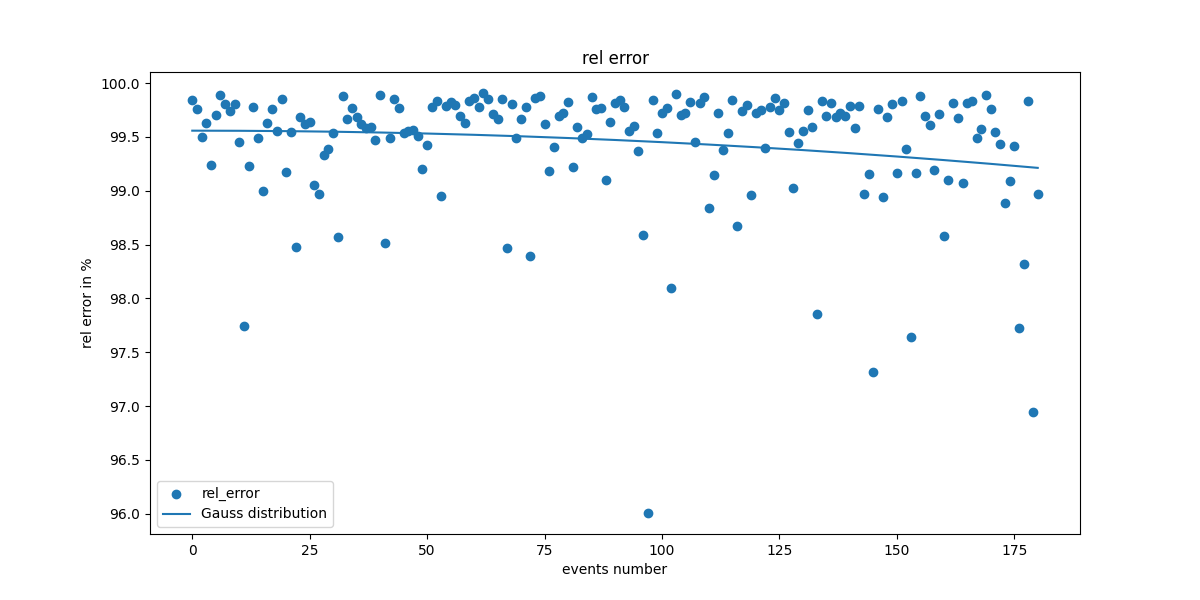 rel error
100.0
99.5
99.0
98.5
98.0
97.5
97.0
96.5
96.0
rel error in %
rel_error
Gauss distribution
0 25 50 75 100 125 150 175
events number